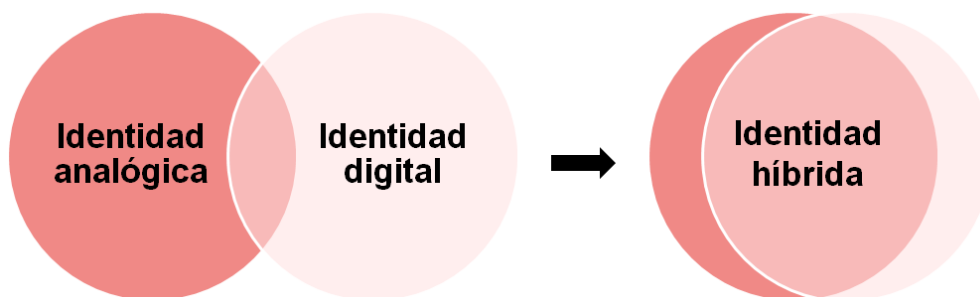 Identidad
analógica
Identidad
digital
Identidad
híbrida